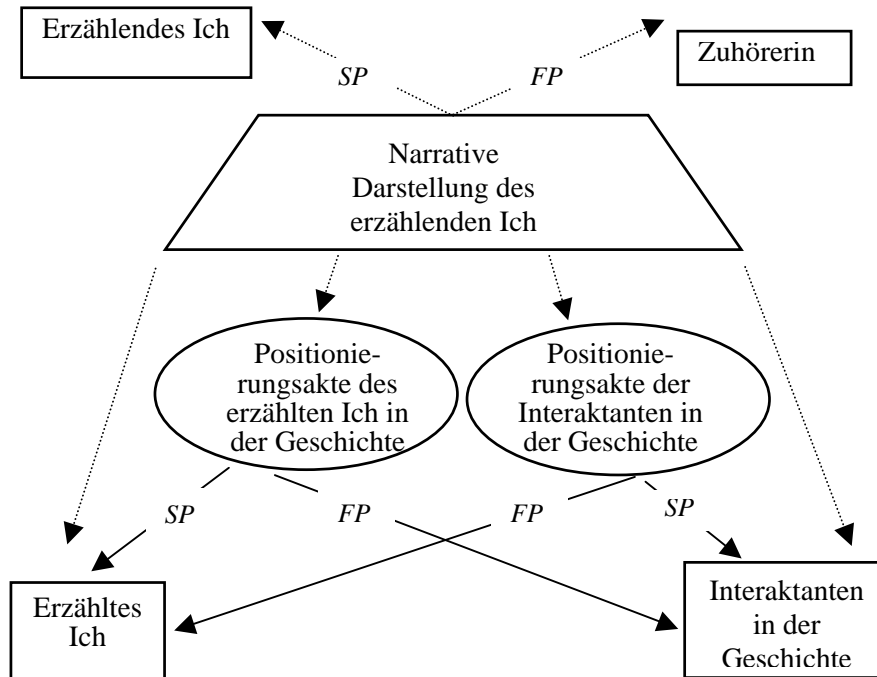 Erzählendes Ich
Zuhörerin
SP
FP
Narrative
Darstellung des
erzählenden Ich
Positionie-
rungsakte des
erzählten Ich in
der Geschichte
Positionie-
rungsakte der
Interaktanten in
der Geschichte
SP
FP
FP
SP
Erzähltes
Ich
Interaktanten
in der
Geschichte